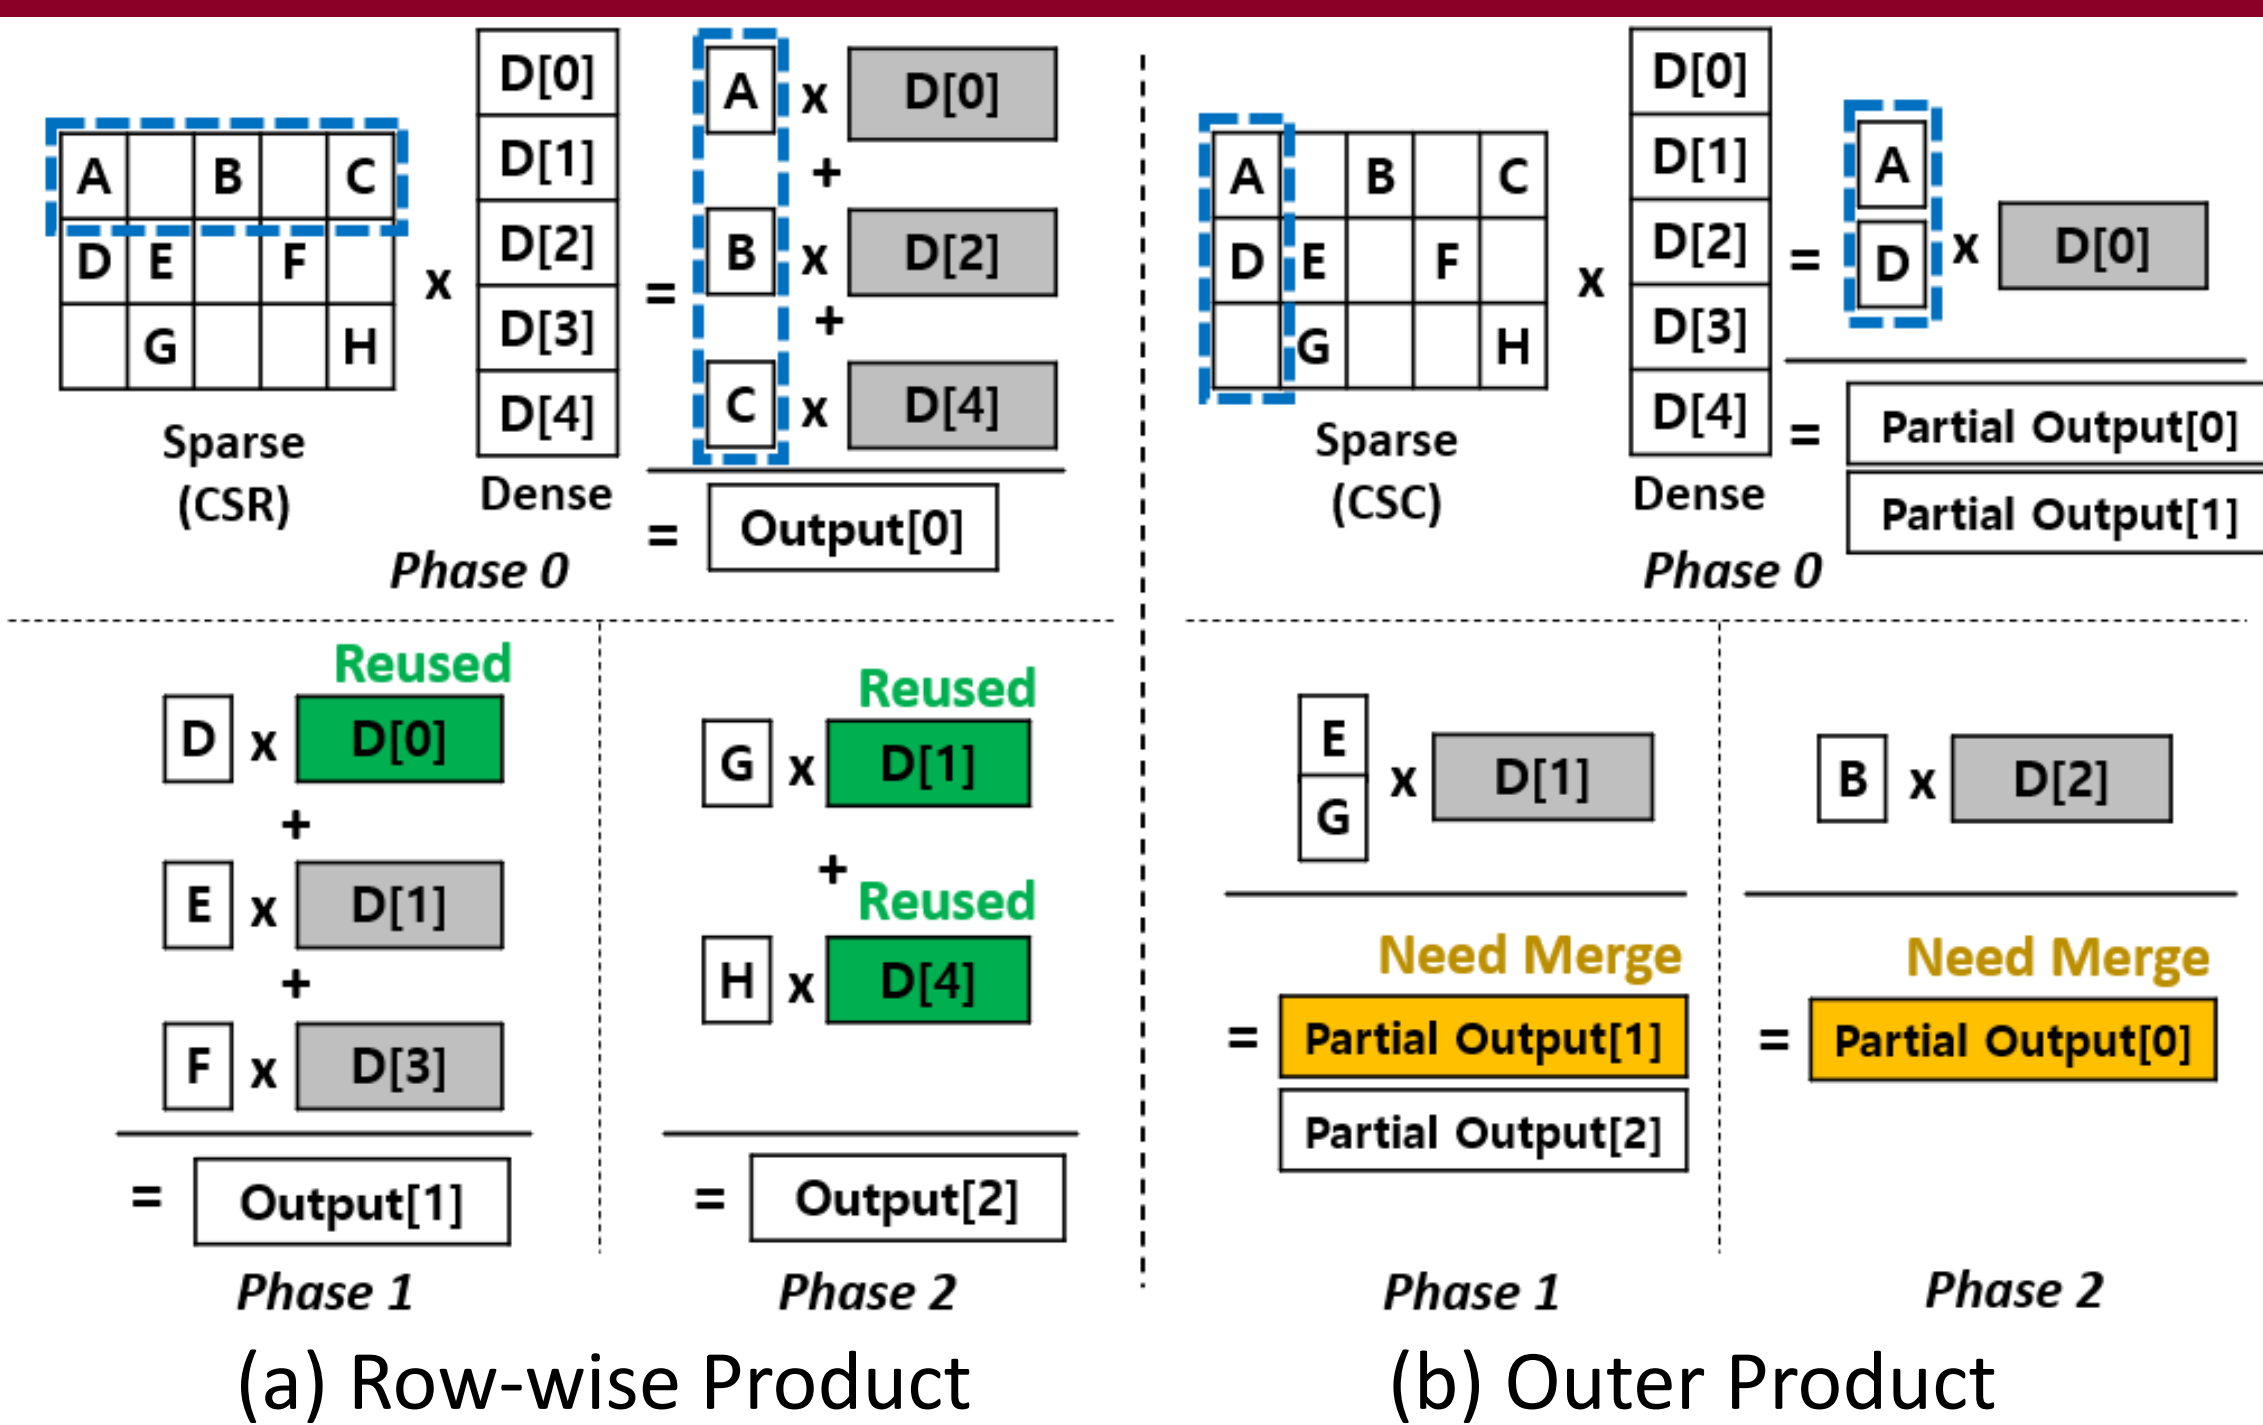 A B C
D E F
G H
Sparse
(CSR)
x
D[0]
D[1]
D[2]
D[3]
D[4]
Dense
=
A x D[0]
+
B x D[2]
+
C x D[4]
= Output[0]
Phase 0
Reused
D x D[0]
+
E x D[1]
+
F x D[3]
= Output[1]
Phase 1
Reused
G x D[1]
+
Reused
H x D[4]
= Output[2]
Phase 2
(a) Row-wise Product
A B C
D E F
G H
Sparse
(CSC)
x
D[0]
D[1]
D[2]
D[3]
D[4]
Dense
=
A
D
x D[0]
= Partial Output[0]
Partial Output[1]
Phase 0
E
G
x D[1]
Need Merge
= Partial Output[1]
Partial Output[2]
Phase 1
B x D[2]
Need Merge
= Partial Output[0]
Phase 2
(b) Outer Product